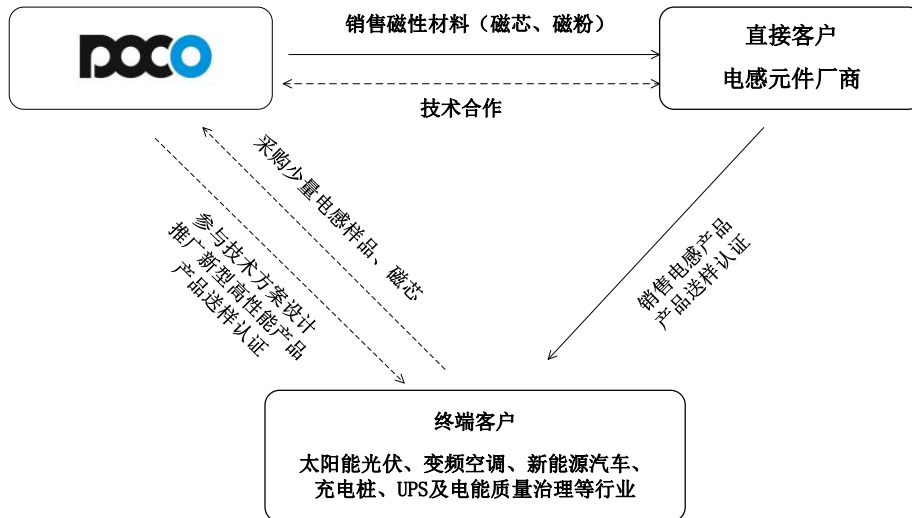 销售磁性材料（磁芯、磁粉）
POCO
直接客户
电感元件厂商
技术合作
采购少量电感样品、磁芯
参与技术方案设计
推广新型高性能产品
产品送样认证
销售电感产品
产品送样认证
终端客户
太阳能光伏、变频空调、新能源汽车、
充电桩、UPS及电能质量治理等行业